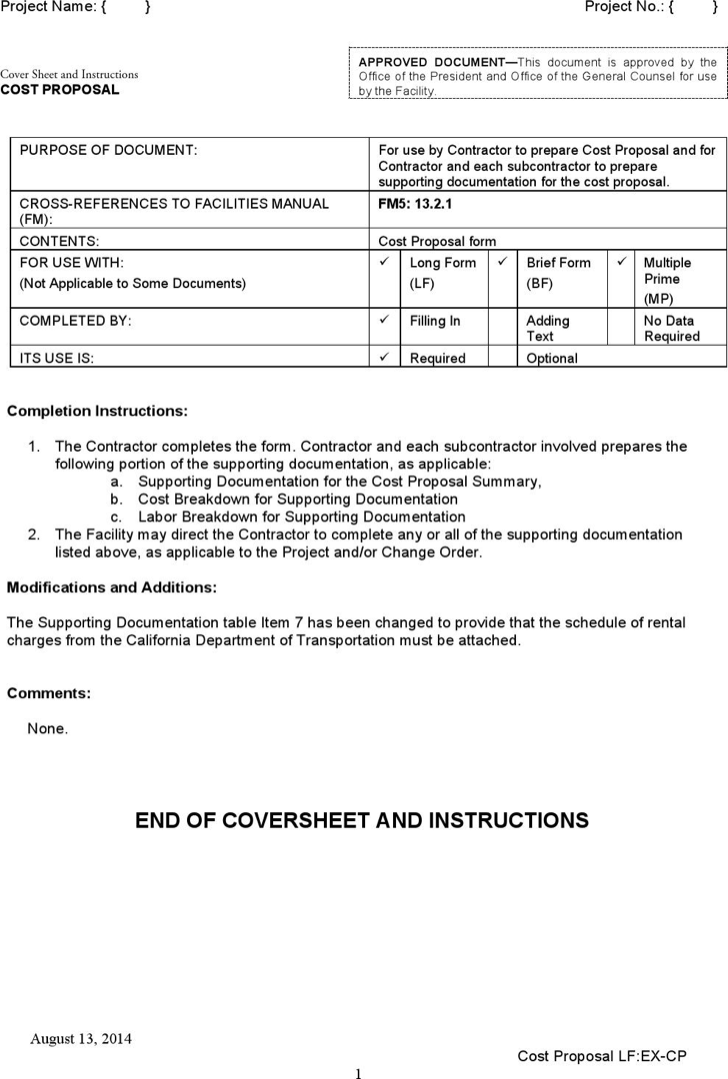 Project Name: { } Project No.: { }
APPROVED DOCUMENT—This document is approved by the
Office of the President and Office of the General Counsel for use
by the Facility.
Cover Sheet and Instructions
COST PROPOSAL
PURPOSE OF DOCUMENT: For use by Contractor to prepare Cost Proposal and for
Contractor and each subcontractor to prepare
supporting documentation for the cost proposal.
CROSS-REFERENCES TO FACILITIES MANUAL FM5: 13.2.1
(FM):
CONTENTS: Cost Proposal form
FOR USE WITH: ✓ Long Form ✓ Brief Form ✓ Multiple
(Not Applicable to Some Documents) (LF) (BF) Prime
(MP)
COMPLETED BY: ✓ Filling In Adding No Data
Text Required
ITS USE IS: ✓ Required Optional
Completion Instructions:
1. The Contractor completes the form. Contractor and each subcontractor involved prepares the
following portion of the supporting documentation, as applicable:
a. Supporting Documentation for the Cost Proposal Summary,
b. Cost Breakdown for Supporting Documentation
c. Labor Breakdown for Supporting Documentation
2. The Facility may direct the Contractor to complete any or all of the supporting documentation
listed above, as applicable to the Project and/or Change Order.
Modifications and Additions:
The Supporting Documentation table Item 7 has been changed to provide that the schedule of rental
charges from the California Department of Transportation must be attached.
Comments:
None.
END OF COVERSHEET AND INSTRUCTIONS
August 13, 2014
Cost Proposal LF:EX-CP
1